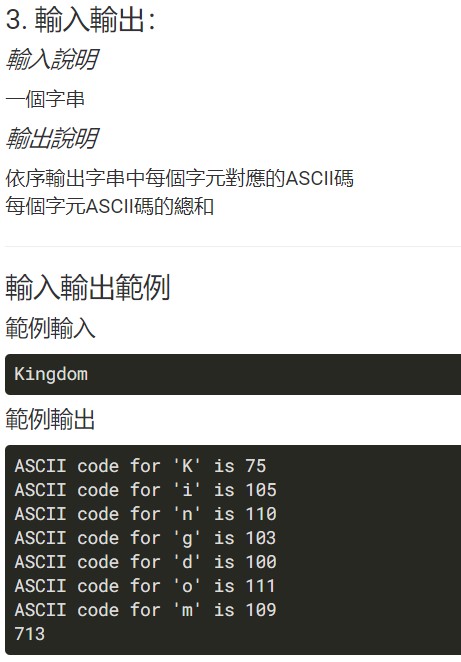 3. 輸入輸出：
輸入說明
一個字串
輸出說明
依序輸出字串中每個字元對應的ASCII碼
每個字元ASCII碼的總和
輸入輸出範例
範例輸入
Kingdom
範例輸出
ASCII code for 'K' is 75
ASCII code for 'i' is 105
ASCII code for 'n' is 110
ASCII code for 'g' is 103
ASCII code for 'd' is 100
ASCII code for 'o' is 111
ASCII code for 'm' is 109
713